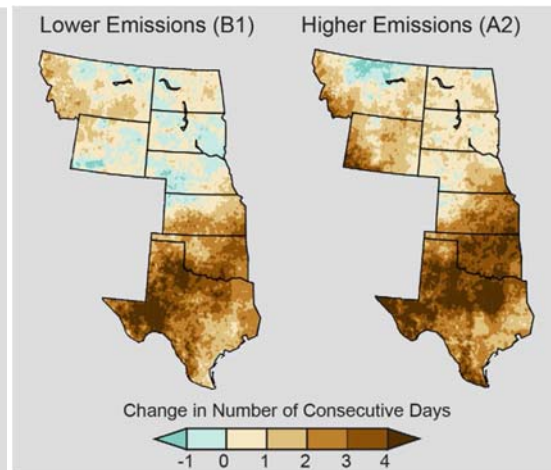 Lower Emissions (B1)
Higher Emissions (A2)
Change in Number of Consecutive Days
-1 0 1 2 3 4